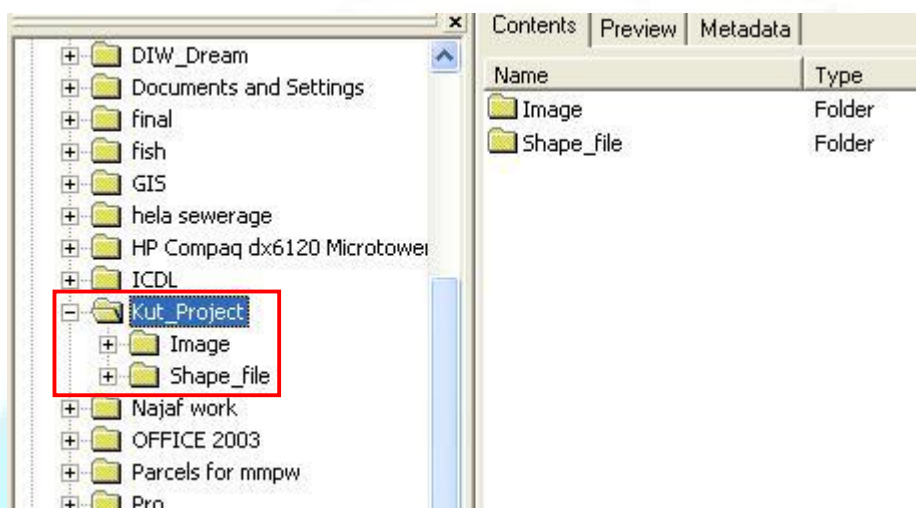 DIW_Dream
Documents and Settings
final
fish
GIS
hela sewerage
HP Compaq dx6120 Microtower
ICDL
Kut_Project
Image
Shape_file
Najaf work
OFFICE 2003
Parcels for mmpw
Pro
Contents Preview Metadata
Name Type
Image Folder
Shape_file Folder